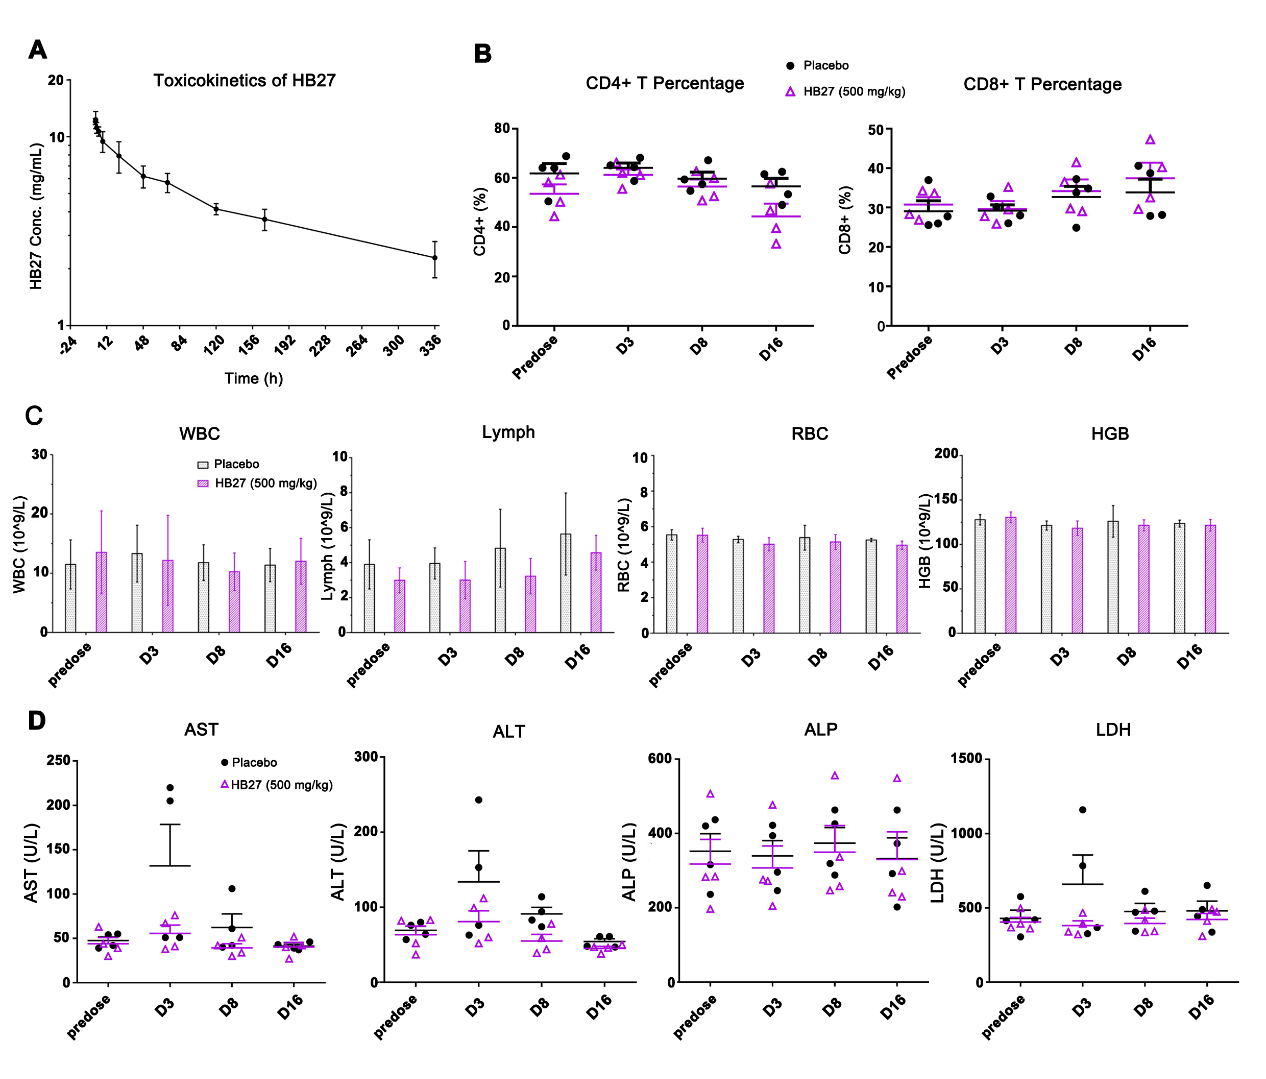 A
Toxicokinetics of HB27
HB27 Conc. (mg/mL)
20
10
1
-24
12
48
84
120
156
192
228
264
300
336
Time (h)
B
Placebo
HB27 (500 mg/kg)
CD4+ T Percentage
CD4+ (%)
80
60
40
20
0
Predose
D3
D8
D16
CD8+ T Percentage
CD8+ (%)
50
40
30
20
10
0
Predose
D3
D8
D16
C
WBC
Placebo
HB27 (500 mg/kg)
WBC (10^9/L)
30
20
10
0
predose
D3
D8
D16
Lymph
Lymph (10^9/L)
10
8
6
4
2
0
predose
D3
D8
D16
RBC
RBC (10^9/L)
10
8
6
4
2
0
predose
D3
D8
D16
HGB
HGB (10^9/L)
200
150
100
50
0
predose
D3
D8
D16
D
AST
Placebo
HB27 (500 mg/kg)
AST (U/L)
250
200
150
100
50
0
predose
D3
D8
D16
ALT
ALT (U/L)
300
200
100
0
predose
D3
D8
D16
ALP
ALP (U/L)
600
400
200
0
predose
D3
D8
D16
LDH
LDH (U/L)
1500
1000
500
0
predose
D3
D8
D16